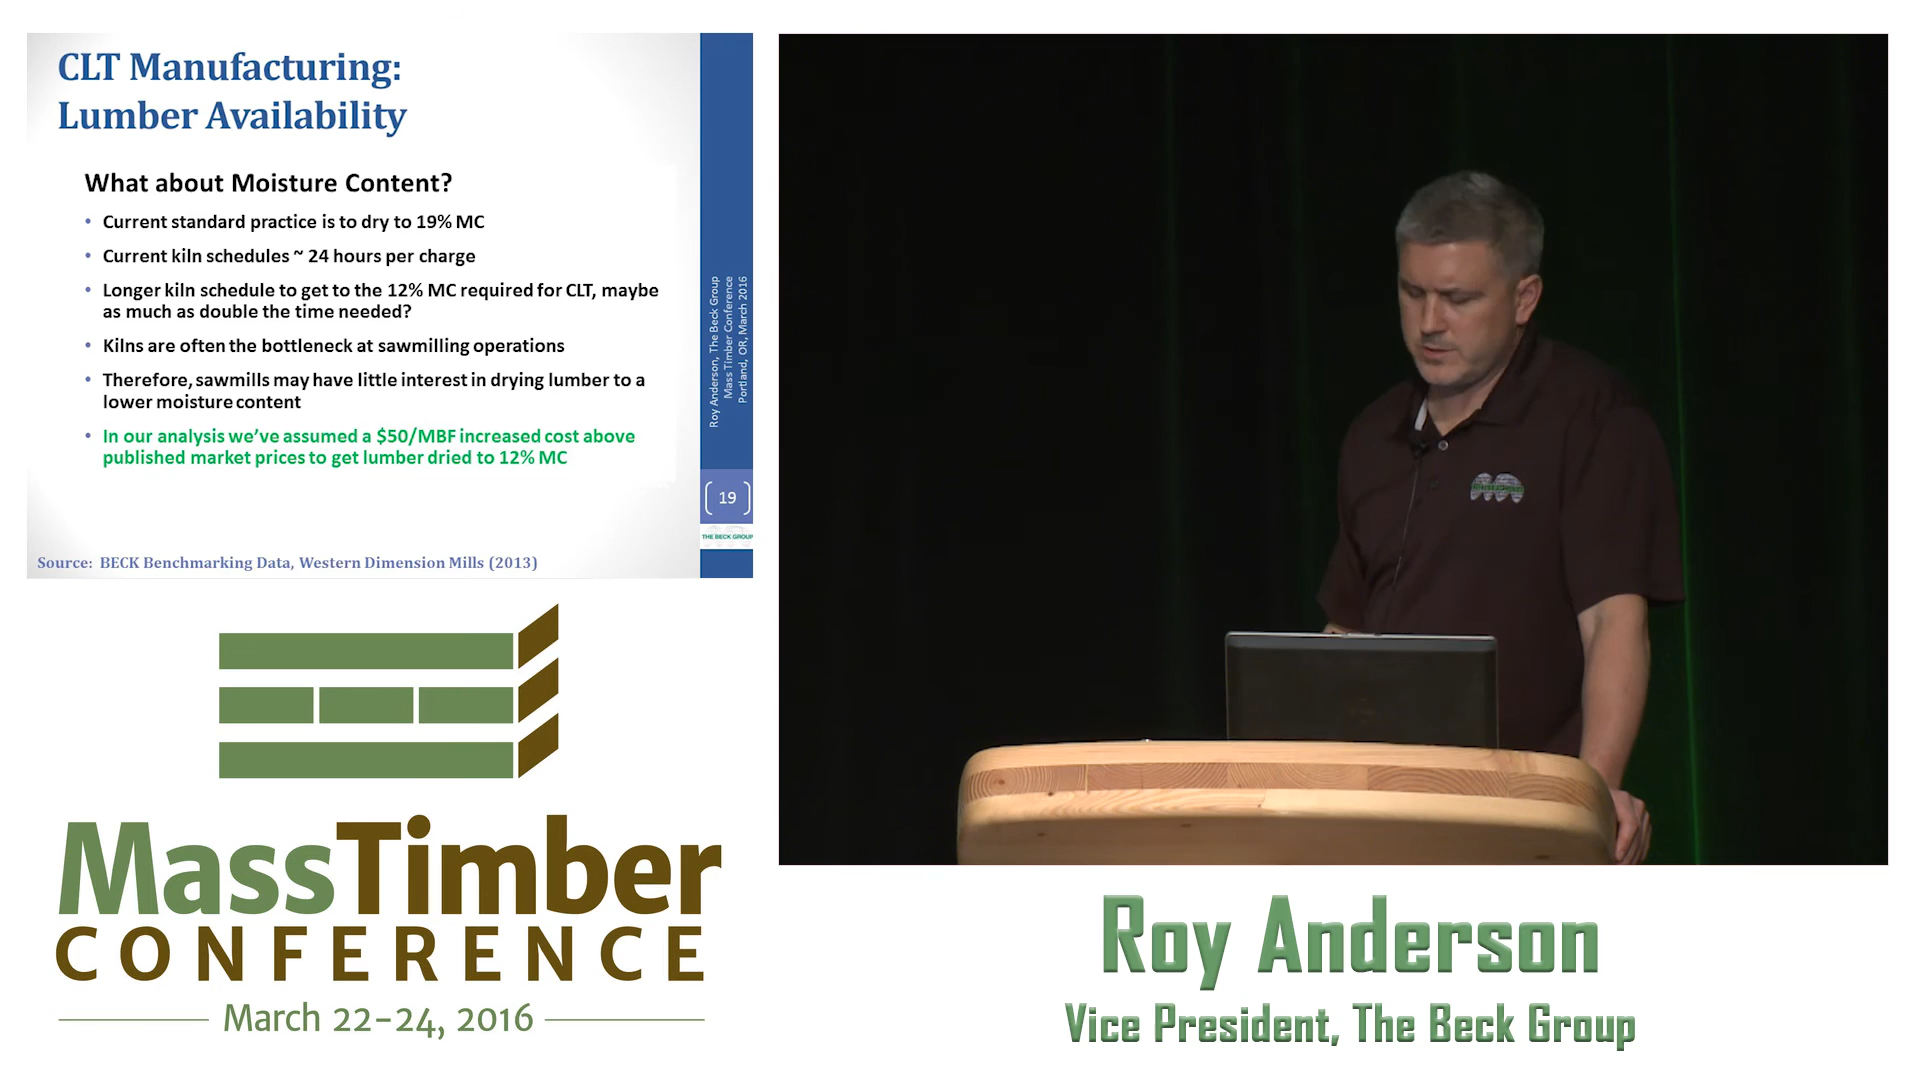 CLT Manufacturing:
Lumber Availability
What about Moisture Content?
• Current standard practice is to dry to 19% MC
• Current kiln schedules ~ 24 hours per charge
• Longer kiln schedule to get to the 12% MC required for CLT, maybe
as much as double the time needed?
• Kilns are often the bottleneck at sawmilling operations
• Therefore, sawmills may have little interest in drying lumber to a
lower moisture content
• In our analysis we've assumed a $50/MBF increased cost above
published market prices to get lumber dried to 12% MC
Source: BECK Benchmarking Data, Western Dimension Mills (2013)
Roy Anderson, The Beck Group
Mass Timber Conference
Portland, OR, March 2016
19
THE BECK GROUP
MassTimber
CONFERENCE
March 22-24, 2016
Roy Anderson
Vice President, The Beck Group